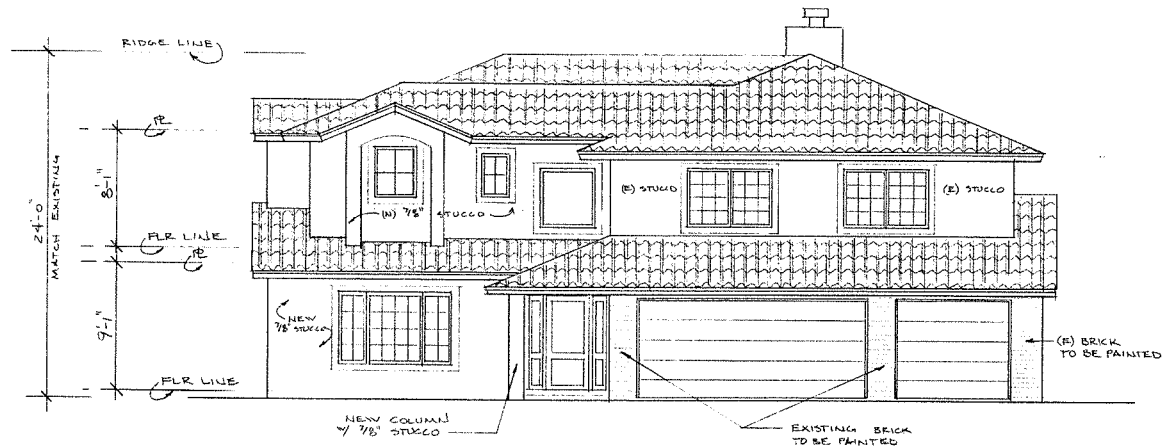 RIDGE LINE
24'-0"
MATCH EXISTING
PL
8'-1"
FLR LINE
PL
9'-1"
FLR LINE
(N) 7/8" STUCCO
(E) STUCCO
(E) STUCCO
NEW
7/8" STUCCO
(E) BRICK
TO BE PAINTED
NEW COLUMN
W/ 7/8" STUCCO
EXISTING BRICK
TO BE PAINTED